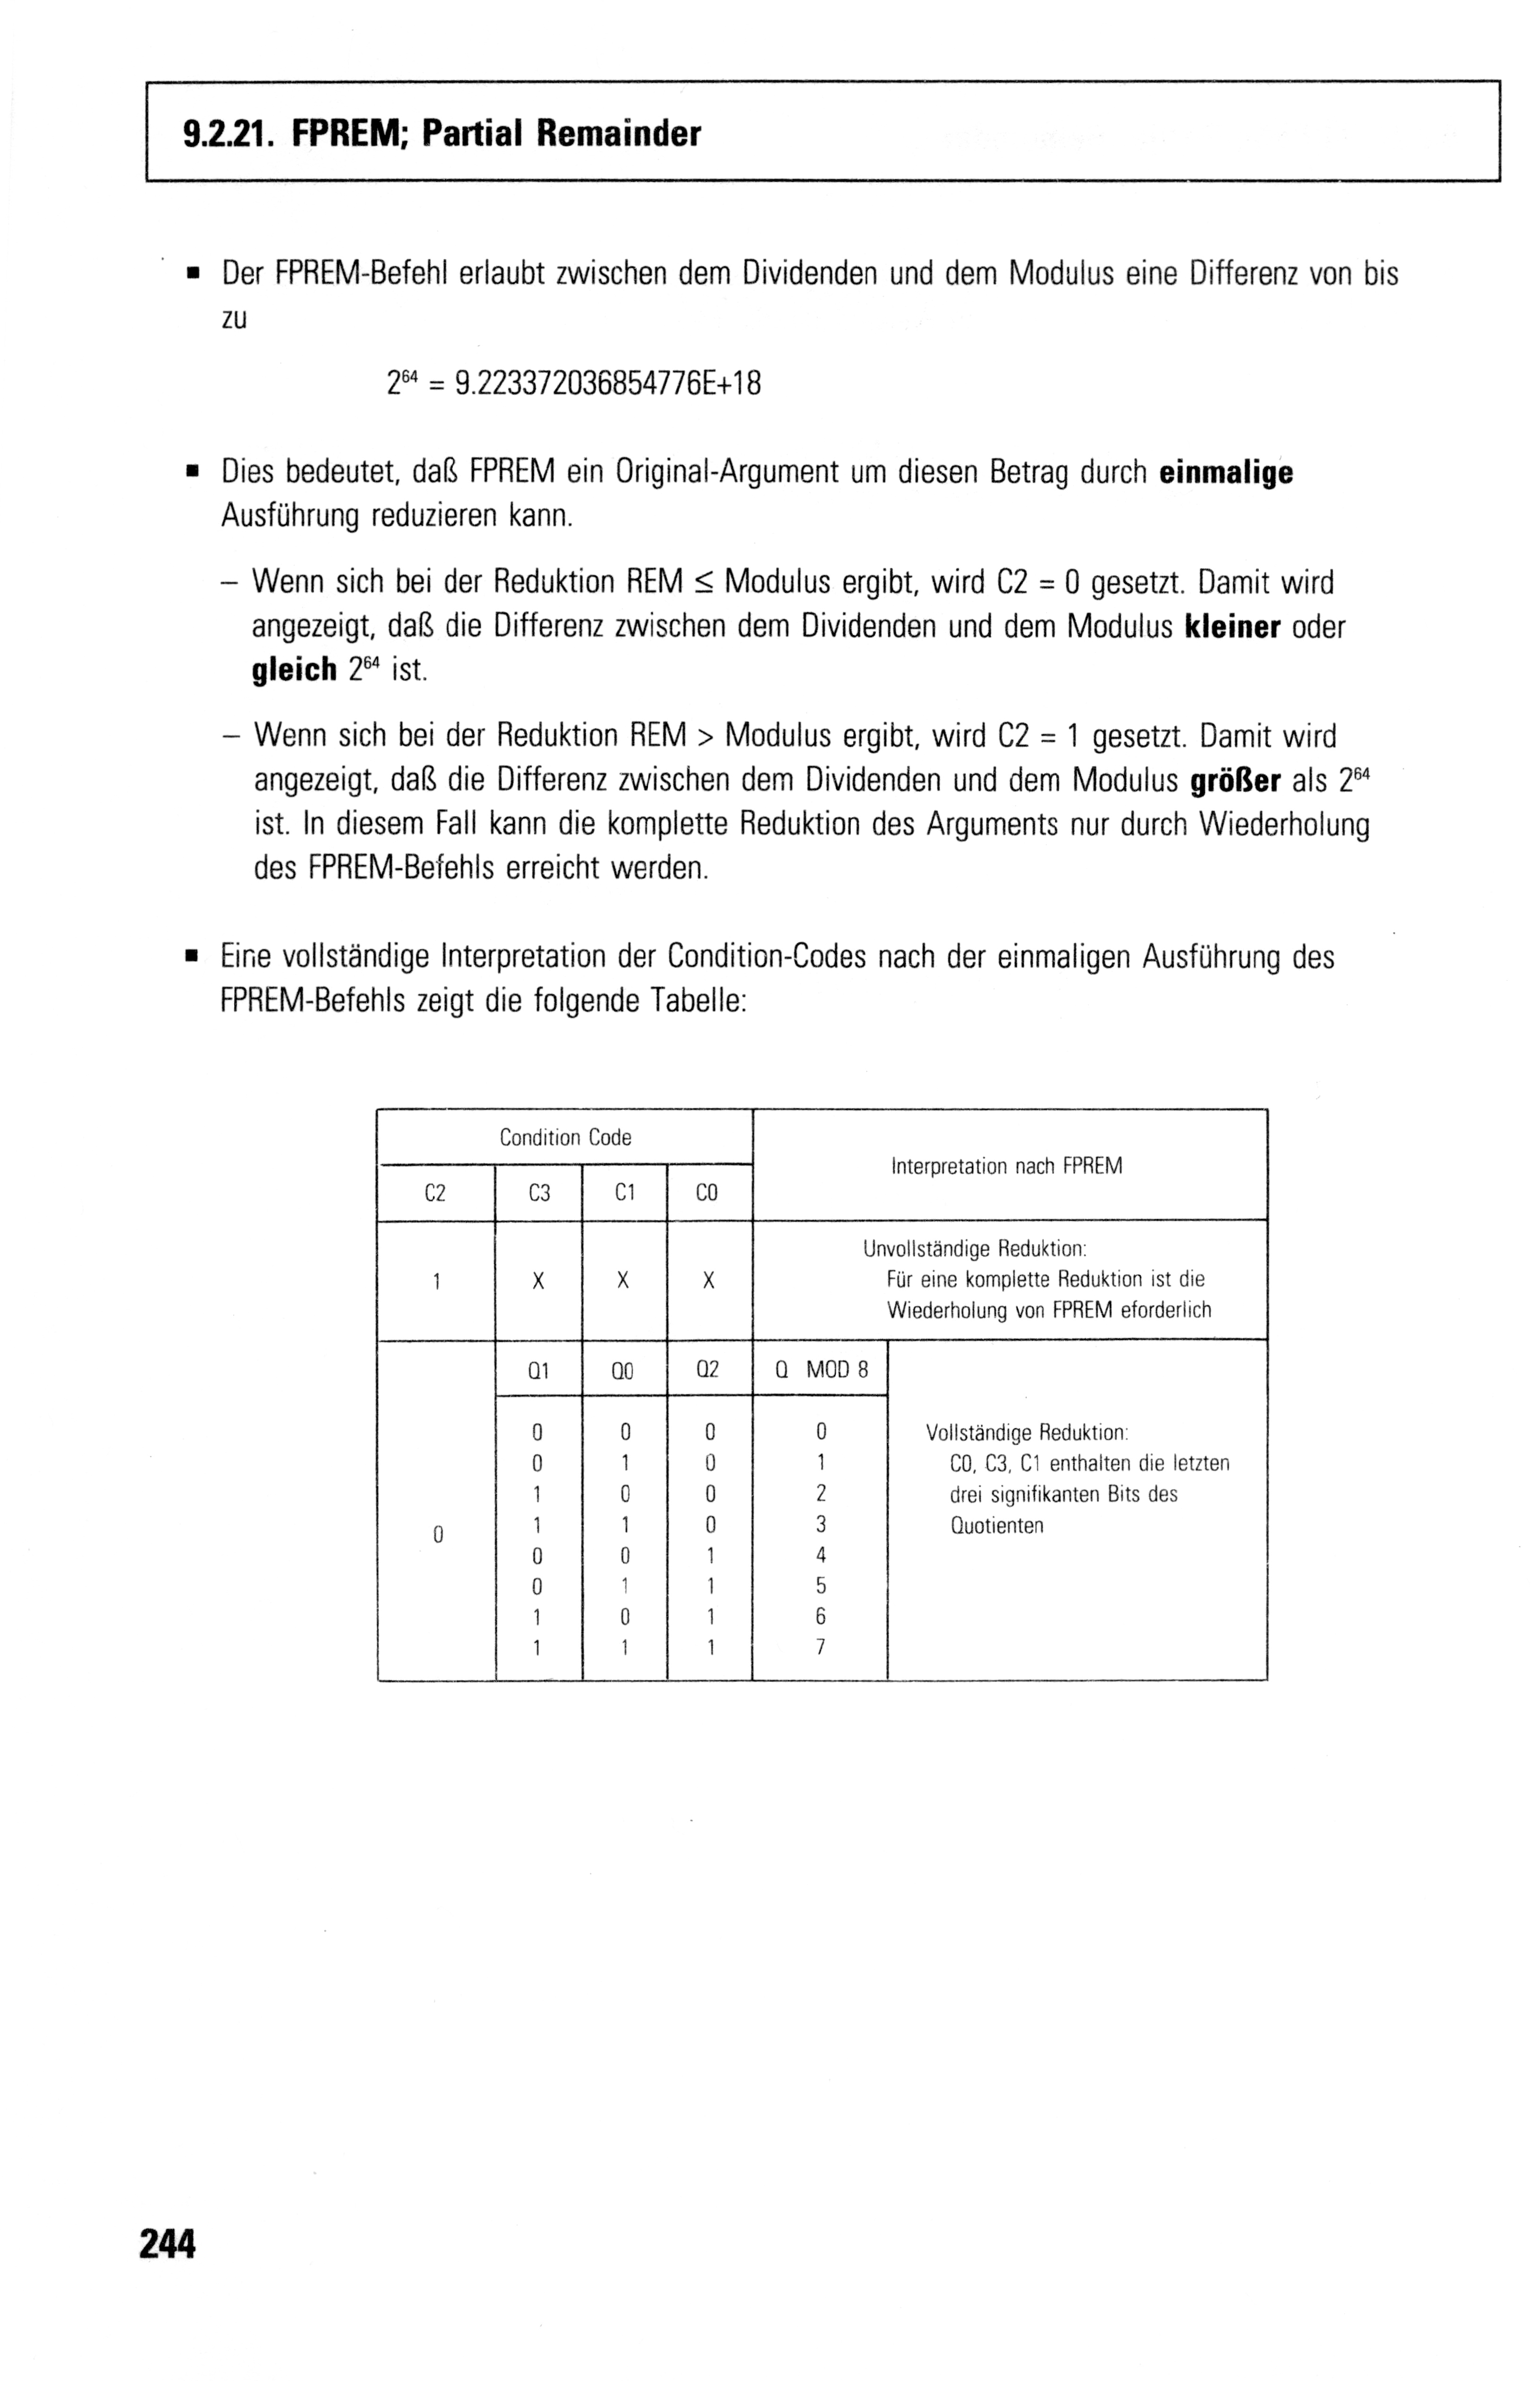 9.2.21. FPREM; Partial Remainder
▪ Der FPREM-Befehl erlaubt zwischen dem Dividenden und dem Modulus eine Differenz von bis
zu
2⁶⁴ = 9.223372036854776E+18
▪ Dies bedeutet, daß FPREM ein Original-Argument um diesen Betrag durch einmalige
Ausführung reduzieren kann.
– Wenn sich bei der Reduktion REM ≤ Modulus ergibt, wird C2 = 0 gesetzt. Damit wird
angezeigt, daß die Differenz zwischen dem Dividenden und dem Modulus kleiner oder
gleich 2⁶⁴ ist.
– Wenn sich bei der Reduktion REM > Modulus ergibt, wird C2 = 1 gesetzt. Damit wird
angezeigt, daß die Differenz zwischen dem Dividenden und dem Modulus größer als 2⁶⁴
ist. In diesem Fall kann die komplette Reduktion des Arguments nur durch Wiederholung
des FPREM-Befehls erreicht werden.
▪ Eine vollständige Interpretation der Condition-Codes nach der einmaligen Ausführung des
FPREM-Befehls zeigt die folgende Tabelle:
Condition Code
Interpretation nach FPREM
C2 C3 C1 C0
Unvollständige Reduktion:
1 X X X Für eine komplette Reduktion ist die
Wiederholung von FPREM eforderlich
Q1 Q0 Q2 Q MOD 8
0 0 0 0 Vollständige Reduktion:
0 1 0 1 C0, C3, C1 enthalten die letzten
1 0 0 2 drei signifikanten Bits des
0 1 1 0 3 Quotienten
0 0 1 4
0 1 1 5
1 0 1 6
1 1 1 7
244